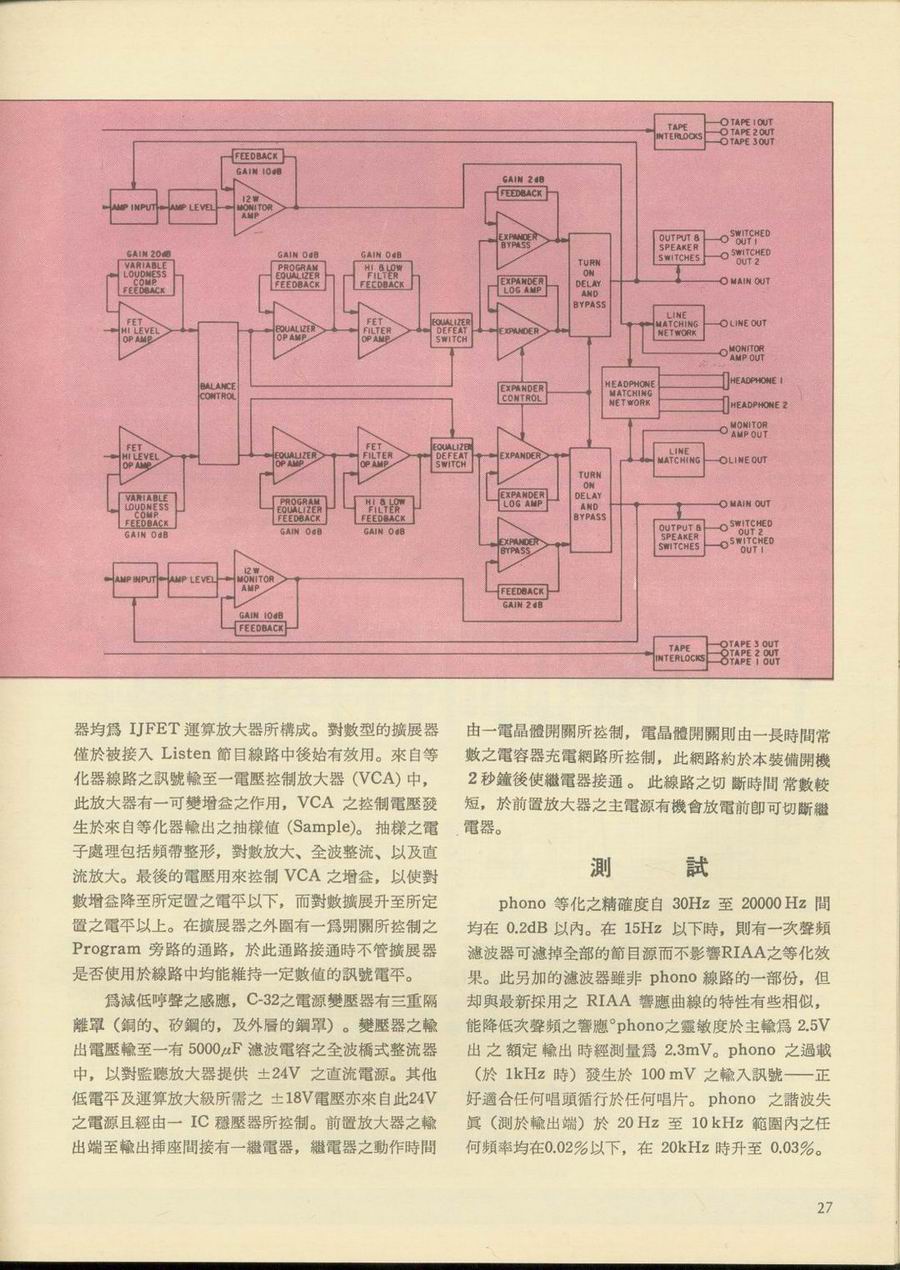 TAPE
INTERLOCKS
TAPE 1 OUT
TAPE 2 OUT
TAPE 3 OUT
FEEDBACK
GAIN 10dB
AMP INPUT
AMP LEVEL
12W
MONITOR
AMP
GAIN 2dB
FEEDBACK
EXPANDER
BYPASS
EXPANDER
LOG AMP
EXPANDER
TURN
ON
DELAY
AND
BYPASS
OUTPUT &
SPEAKER
SWITCHES
SWITCHED
OUT 1
SWITCHED
OUT 2
MAIN OUT
GAIN 20dB
VARIABLE
LOUDNESS
COMP.
FEEDBACK
FET
HI LEVEL
OP AMP
GAIN 0dB
PROGRAM
EQUALIZER
FEEDBACK
EQUALIZER
OP AMP
GAIN 0dB
HI & LOW
FILTER
FEEDBACK
FET
FILTER
OP AMP
EQUALIZER
DEFEAT
SWITCH
LINE
MATCHING
NETWORK
LINE OUT
MONITOR
AMP OUT
BALANCE
CONTROL
EXPANDER
CONTROL
HEADPHONE
MATCHING
NETWORK
HEADPHONE 1
HEADPHONE 2
MONITOR
AMP OUT
FET
HI LEVEL
OP AMP
VARIABLE
LOUDNESS
COMP.
FEEDBACK
GAIN 0dB
EQUALIZER
OP AMP
PROGRAM
EQUALIZER
FEEDBACK
GAIN 0dB
FET
FILTER
OP AMP
HI & LOW
FILTER
FEEDBACK
GAIN 0dB
EQUALIZER
DEFEAT
SWITCH
EXPANDER
EXPANDER
LOG AMP
EXPANDER
BYPASS
FEEDBACK
GAIN 2dB
TURN
ON
DELAY
AND
BYPASS
LINE
MATCHING
LINE OUT
MAIN OUT
OUTPUT &
SPEAKER
SWITCHES
SWITCHED
OUT 2
SWITCHED
OUT 1
AMP INPUT
AMP LEVEL
12W
MONITOR
AMP
GAIN 10dB
FEEDBACK
TAPE
INTERLOCKS
TAPE 3 OUT
TAPE 2 OUT
TAPE 1 OUT
器均爲 IJFET 運算放大器所構成。對數型的擴展器
僅於被接入 Listen 節目線路中後始有效用。來自等
化器線路之訊號輸至一電壓控制放大器 (VCA) 中，
此放大器有一可變增益之作用，VCA 之控制電壓發
生於來自等化器輸出之抽樣値 (Sample)。抽樣之電
子處理包括頻帶整形，對數放大、全波整流、以及直
流放大。最後的電壓用來控制 VCA 之增益，以使對
數增益降至所定置之電平以下，而對數擴展升至所定
置之電平以上。在擴展器之外圍有一爲開關所控制之
Program 旁路的通路，於此通路接通時不管擴展器
是否使用於線路中均能維持一定數値的訊號電平。
爲減低哼聲之感應，C-32之電源變壓器有三重隔
離罩（銅的、矽鋼的，及外層的鋼罩）。變壓器之輸
出電壓輸至一有 5000μF 濾波電容之全波橋式整流器
中，以對監聽放大器提供 ±24V 之直流電源。其他
低電平及運算放大級所需之 ±18V電壓亦來自此24V
之電源且經由一 IC 穩壓器所控制。前置放大器之輸
出端至輸出揷座間接有一繼電器，繼電器之動作時間
由一電晶體開關所控制，電晶體開關則由一長時間常
數之電容器充電網路所控制，此網路約於本裝備開機
2 秒鐘後使繼電器接通。此線路之切 斷時間 常數較
短，於前置放大器之主電源有機會放電前卽可切斷繼
電器。
測　試
phono 等化之精確度自 30Hz 至 20000 Hz 間
均在 0.2dB 以內。在 15Hz 以下時，則有一次聲頻
濾波器可濾掉全部的節目源而不影響RIAA之等化效
果。此另加的濾波器雖非 phono 線路的一部份，但
却與最新採用之 RIAA 響應曲線的特性有些相似，
能降低次聲頻之響應°phono之靈敏度於主輸爲 2.5V
出 之 額定 輸出 時經測量爲 2.3mV。phono 之過載
（於 1kHz 時）發生於 100 mV 之輸入訊號——正
好適合任何唱頭循行於任何唱片。 phono 之諧波失
眞（測於輸出端）於 20 Hz 至 10 kHz 範圍內之任
何頻率均在0.02%以下，在 20kHz 時升至 0.03%。
27